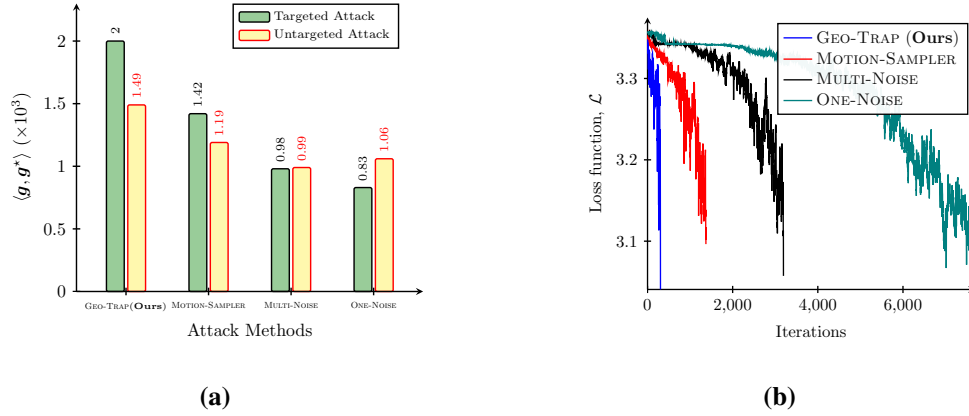 Targeted Attack
Untargeted Attack
⟨g, g⋆⟩ (×10³)
2
1.5
1
0.5
0
2
1.49
1.42
1.19
0.98
0.99
0.83
1.06
GEO-TRAP(Ours)
MOTION-SAMPLER
MULTI-NOISE
ONE-NOISE
Attack Methods
(a)
GEO-TRAP (Ours)
MOTION-SAMPLER
MULTI-NOISE
ONE-NOISE
Loss function, ℒ
3.3
3.2
3.1
0
2,000
4,000
6,000
Iterations
(b)